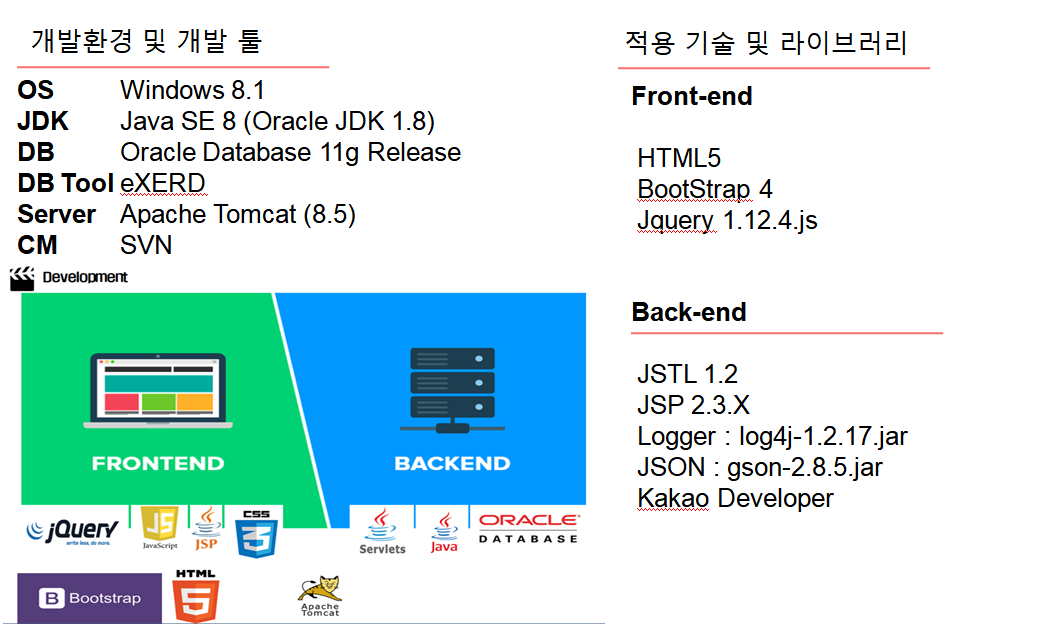 개발환경 및 개발 툴
OS Windows 8.1
JDK Java SE 8 (Oracle JDK 1.8)
DB Oracle Database 11g Release
DB Tool eXERD
Server Apache Tomcat (8.5)
CM SVN
Development
FRONTEND
BACKEND
jQuery
write less, do more.
JS
JavaScript
JSP
CSS
3
Servlets
Java
ORACLE
DATABASE
B Bootstrap
HTML
5
Apache
Tomcat
적용 기술 및 라이브러리
Front-end
HTML5
BootStrap 4
Jquery 1.12.4.js
Back-end
JSTL 1.2
JSP 2.3.X
Logger : log4j-1.2.17.jar
JSON : gson-2.8.5.jar
Kakao Developer